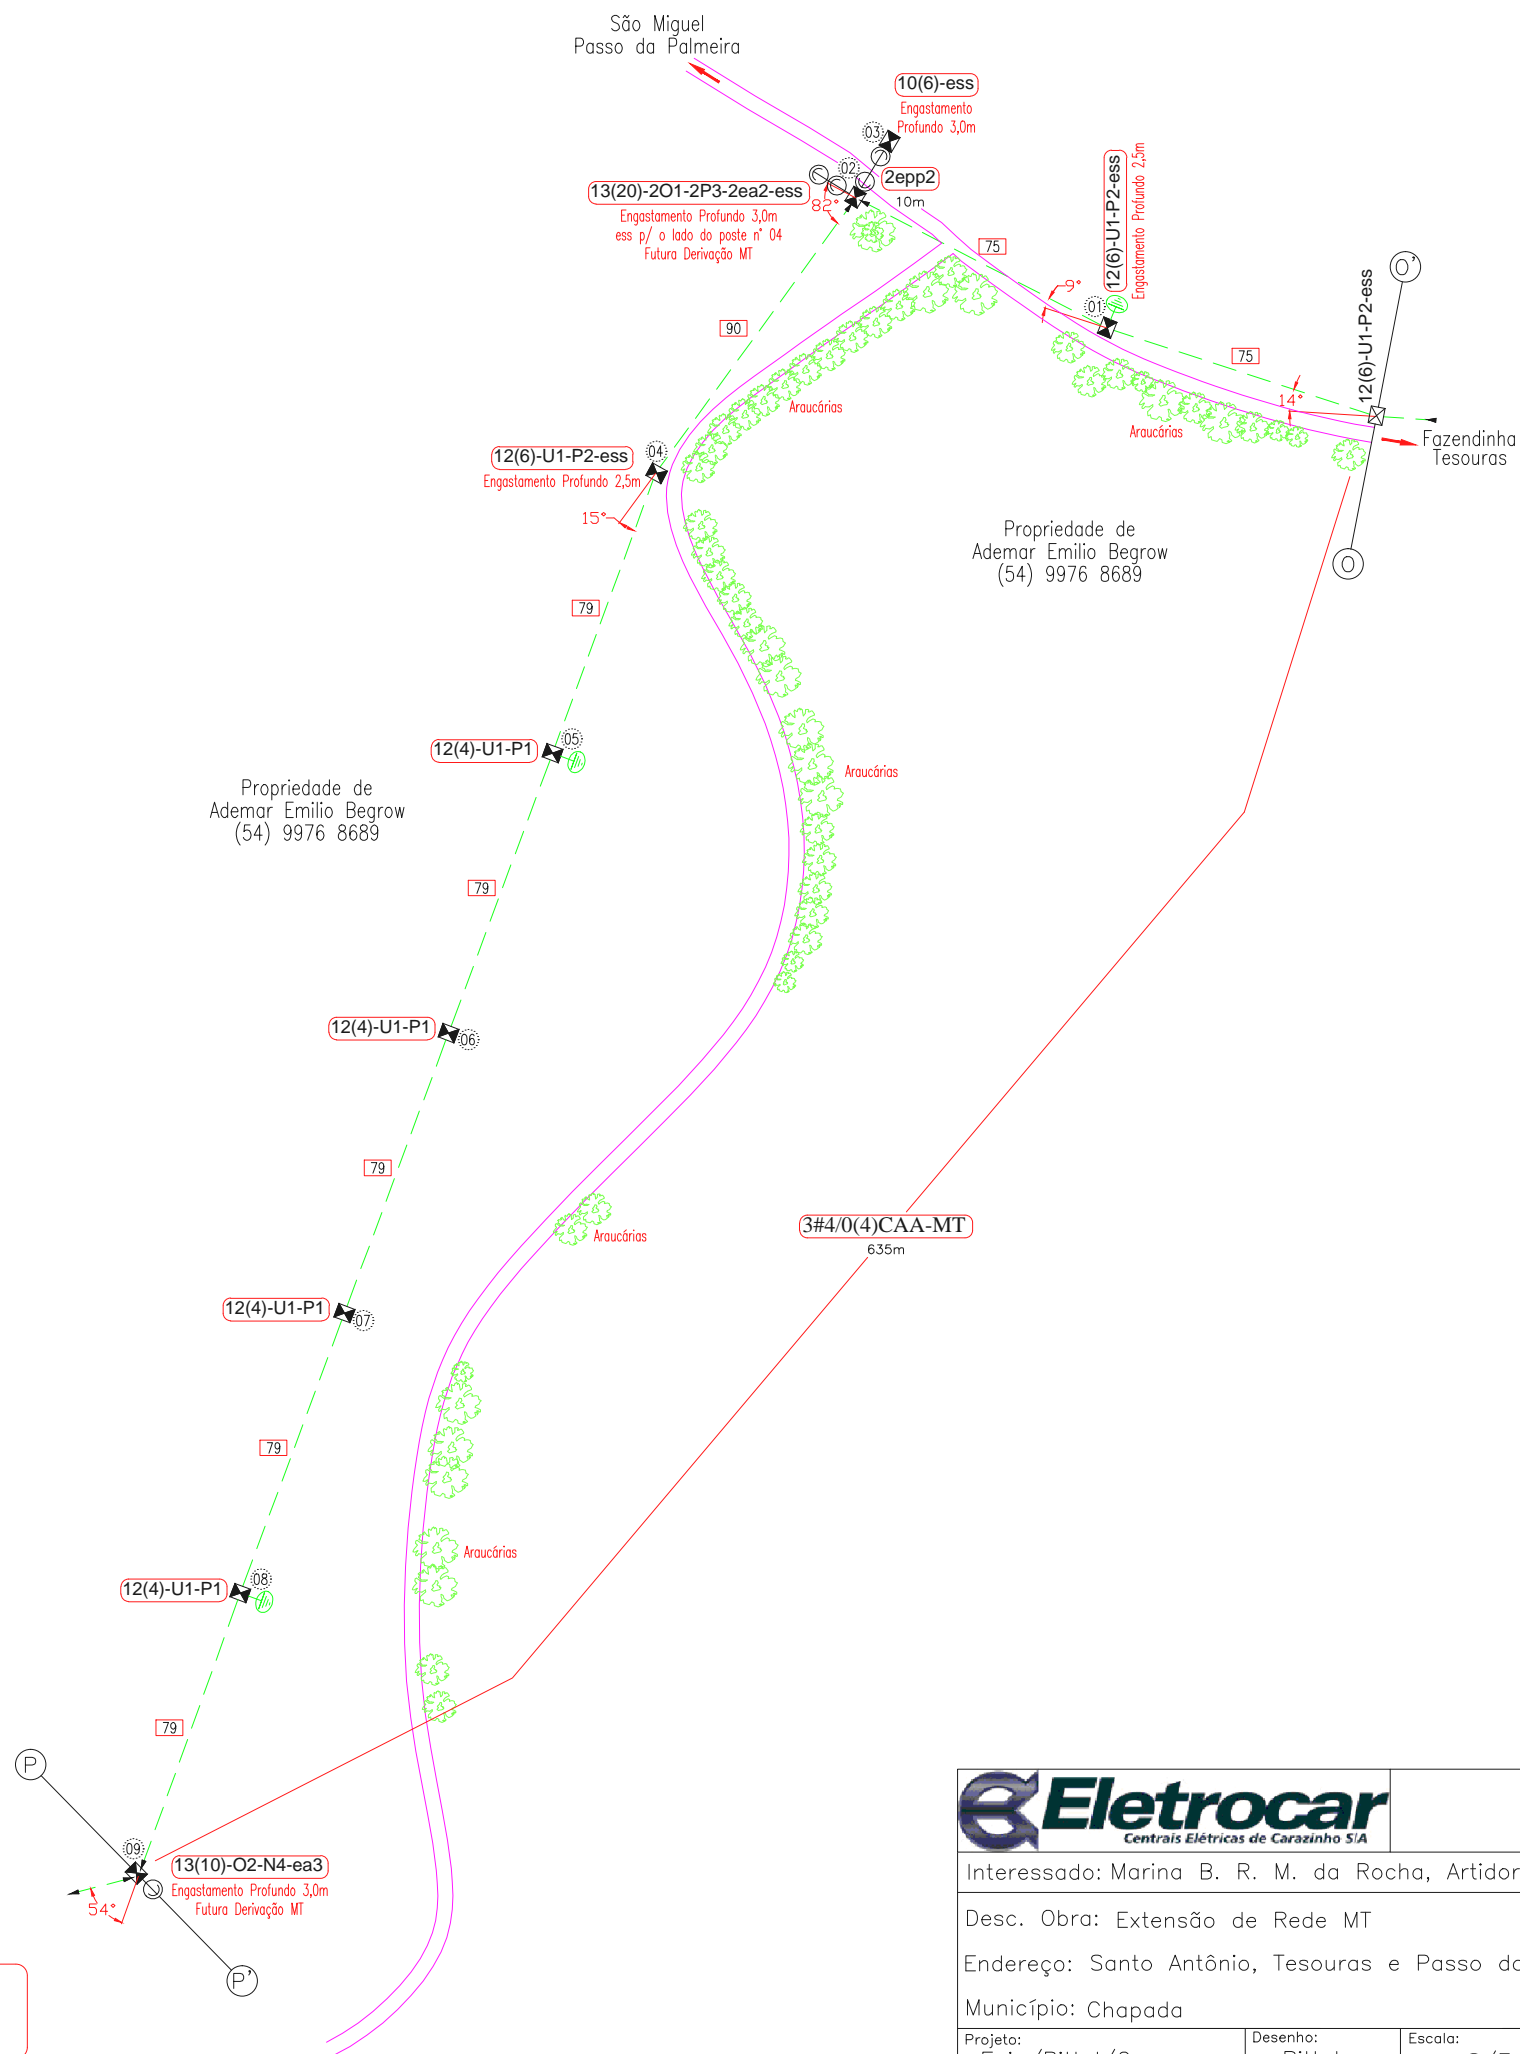 São Miguel
Passo da Palmeira
10(6)-ess
Engastamento
Profundo 3,0m
03
02
2epp2
10m
13(20)-2O1-2P3-2ea2-ess
82°
Engastamento Profundo 3,0m
ess p/ o lado do poste n° 04
Futura Derivação MT
12(6)-U1-P2-ess
Engastamento Profundo 2,5m
75
9°
01
O'
12(6)-U1-P2-ess
90
75
14°
Araucárias
Araucárias
Fazendinha
Tesouras
04
12(6)-U1-P2-ess
Engastamento Profundo 2,5m
15°
Propriedade de
Ademar Emilio Begrow
(54) 9976 8689
O
79
05
12(4)-U1-P1
Araucárias
Propriedade de
Ademar Emilio Begrow
(54) 9976 8689
79
12(4)-U1-P1
06
79
3#4/0(4)CAA-MT
635m
Araucárias
12(4)-U1-P1
07
79
Araucárias
08
12(4)-U1-P1
79
P
09
13(10)-O2-N4-ea3
Engastamento Profundo 3,0m
Futura Derivação MT
54°
P'
Eletrocar
Centrais Elétricas de Carazinho S/A
Interessado: Marina B. R. M. da Rocha, Artidor
Desc. Obra: Extensão de Rede MT
Endereço: Santo Antônio, Tesouras e Passo da
Município: Chapada
Projeto:
Desenho:
Escala: